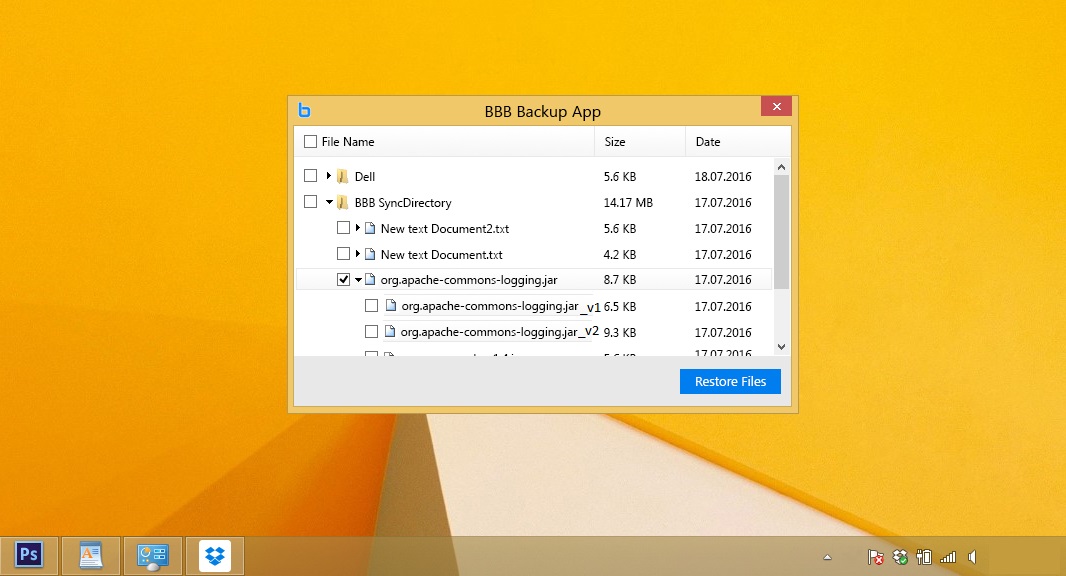 BBB Backup App
File Name Size Date
Dell 5.6 KB 18.07.2016
BBB SyncDirectory 14.17 MB 17.07.2016
New text Document2.txt 5.6 KB 17.07.2016
New text Document.txt 4.2 KB 17.07.2016
org.apache-commons-logging.jar 8.7 KB 17.07.2016
org.apache-commons-logging.jar_v1 6.5 KB 17.07.2016
org.apache-commons-logging.jar_v2 9.3 KB 17.07.2016
17.07.2016
Restore Files
Ps